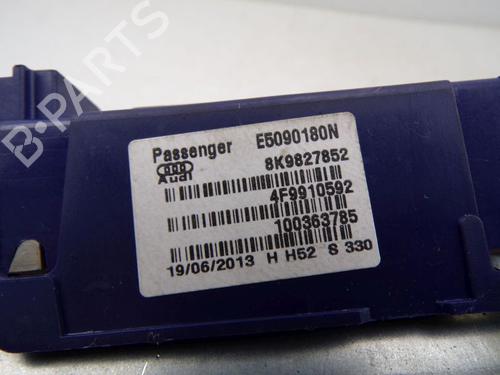 Passenger E5090180N
Audi 8K9827852
4F9910592
100363785
19/06/2013 H H52 S 330
B-PARTS